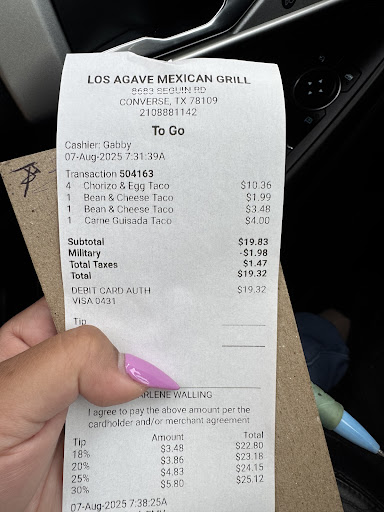 LOS AGAVE MEXICAN GRILL
8683 SEGUIN RD
CONVERSE, TX 78109
2108881142
To Go
Cashier: Gabby
07-Aug-2025 7:31:39A
Transaction 504163
4 Chorizo & Egg Taco $10.36
1 Bean & Cheese Taco $1.99
1 Bean & Cheese Taco $3.48
1 Carne Guisada Taco $4.00
Subtotal $19.83
Military -$1.98
Total Taxes $1.47
Total $19.32
DEBIT CARD AUTH $19.32
VISA 0431
Tip
ARLENE WALLING
I agree to pay the above amount per the
cardholder and/or merchant agreement
Tip Amount Total
18% $3.48 $22.80
20% $3.86 $23.18
25% $4.83 $24.15
30% $5.80 $25.12
07-Aug-2025 7:38:25A